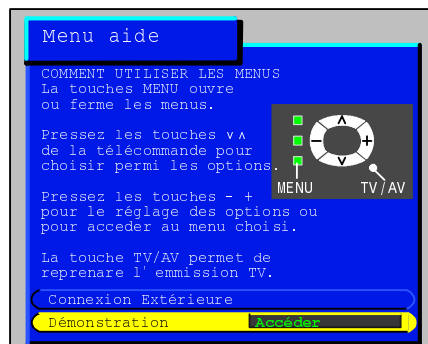 Menu aide
COMMENT UTILISER LES MENUS
La touches MENU ouvre
ou ferme les menus.
Pressez les touches ∨∧
de la télécommande pour
choisir permi les options.
MENU TV/AV
Pressez les touches - +
pour le réglage des options ou
pour acceder au menu choisi.
La touche TV/AV permet de
reprenare l'emmission TV.
Connexion Extérieure
Démonstration Accéder